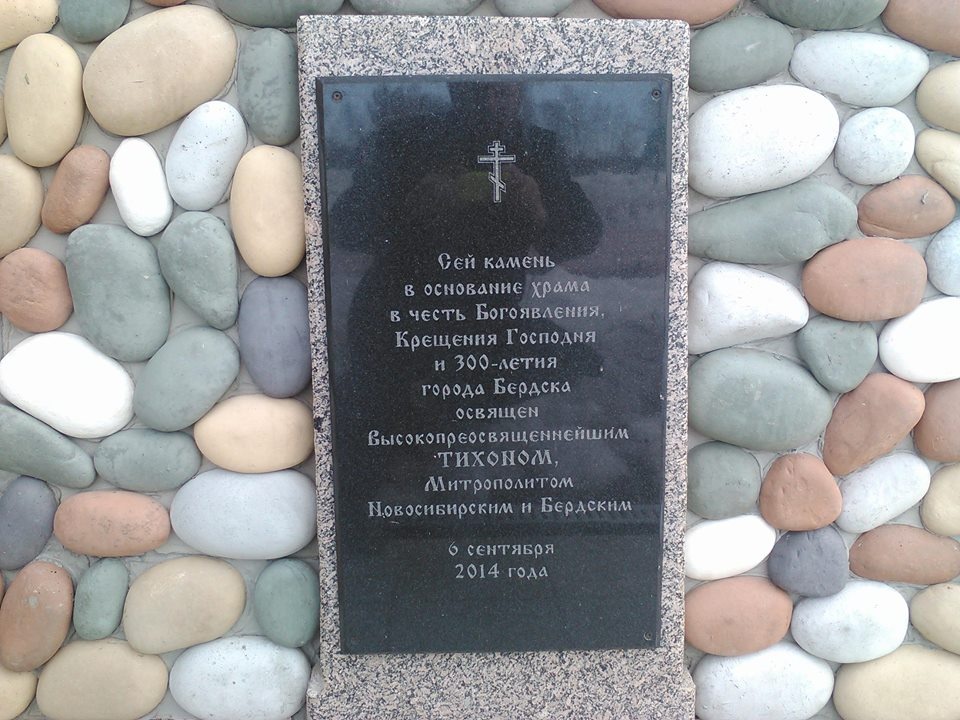 Сей камень
в основание храма
в честь Богоявления,
Крещения Господня
и 300-летия
города Бердска
освящен
Высокопреосвященнейшим
ТИХОНОМ,
Митрополитом
Новосибирским и Бердским
6 сентября
2014 года